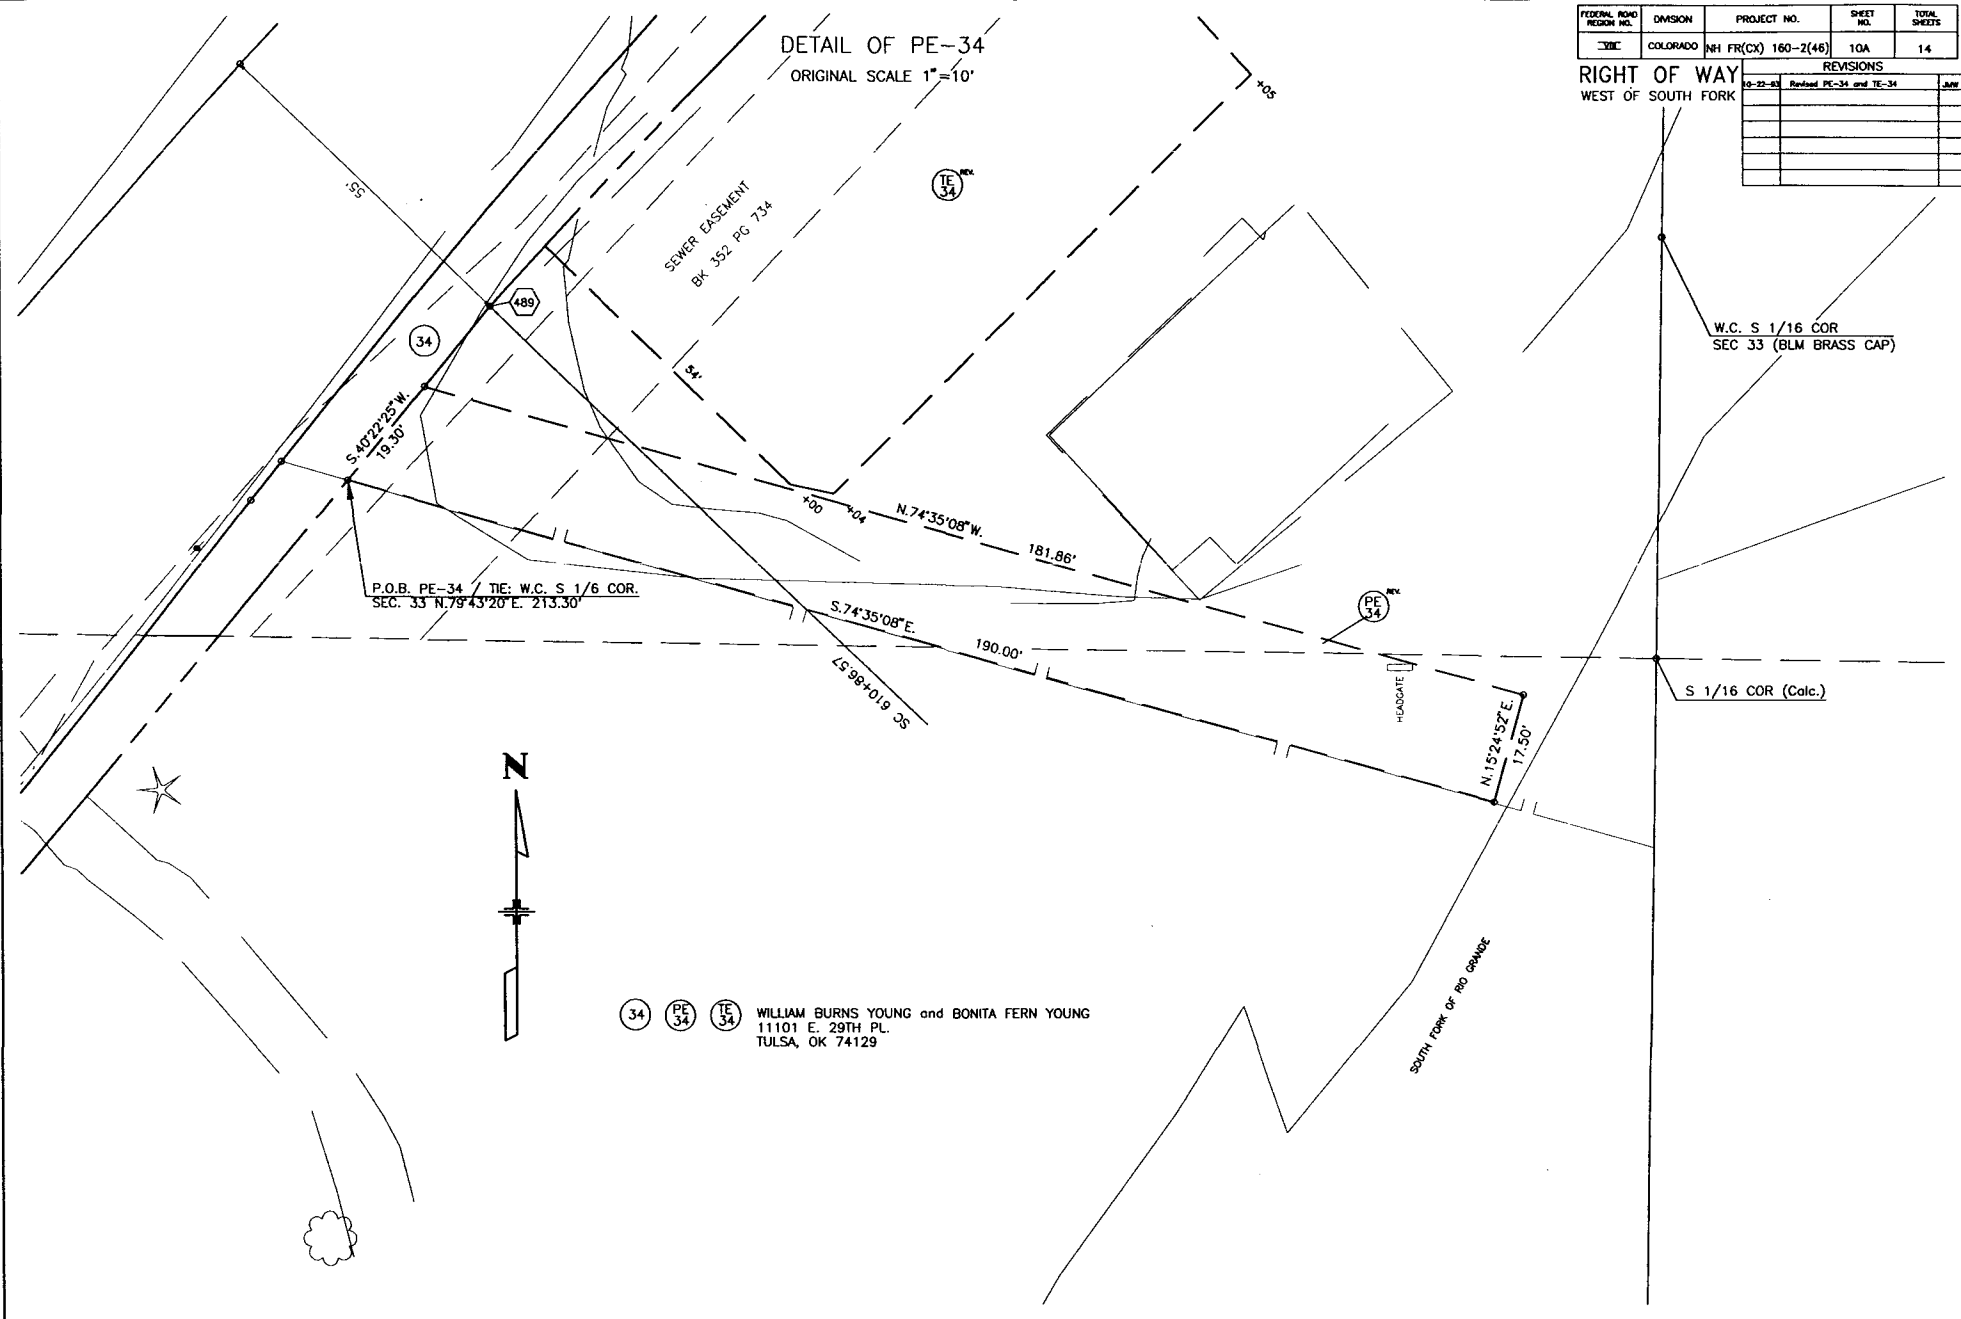 DETAIL OF PE-34
ORIGINAL SCALE 1"=10'
FEDERAL ROAD REGION NO.
DIVISION
PROJECT NO.
SHEET NO.
TOTAL SHEETS
VIII
COLORADO
NH FR(CX) 160-2(46)
10A
14
RIGHT OF WAY
WEST OF SOUTH FORK
REVISIONS
10-22-93 Revised PE-34 and TE-34 JMW
+05
TE 34 REV.
55'
SEWER EASEMENT
BK 352 PG 734
489
34
54'
W.C. S 1/16 COR
SEC 33 (BLM BRASS CAP)
S.40°22'25"W.
19.30'
+00
+04
N.74°35'08"W.
181.86'
P.O.B. PE-34 / TIE: W.C. S 1/6 COR.
SEC. 33 N.79°43'20"E. 213.30'
S.74°35'08"E.
190.00'
PE 34 REV.
SC 610+86.57
HEADGATE
S 1/16 COR (Calc.)
N.15°24'52"E.
17.50'
N
SOUTH FORK OF RIO GRANDE
34 PE 34 TE 34 WILLIAM BURNS YOUNG and BONITA FERN YOUNG
11101 E. 29TH PL.
TULSA, OK 74129